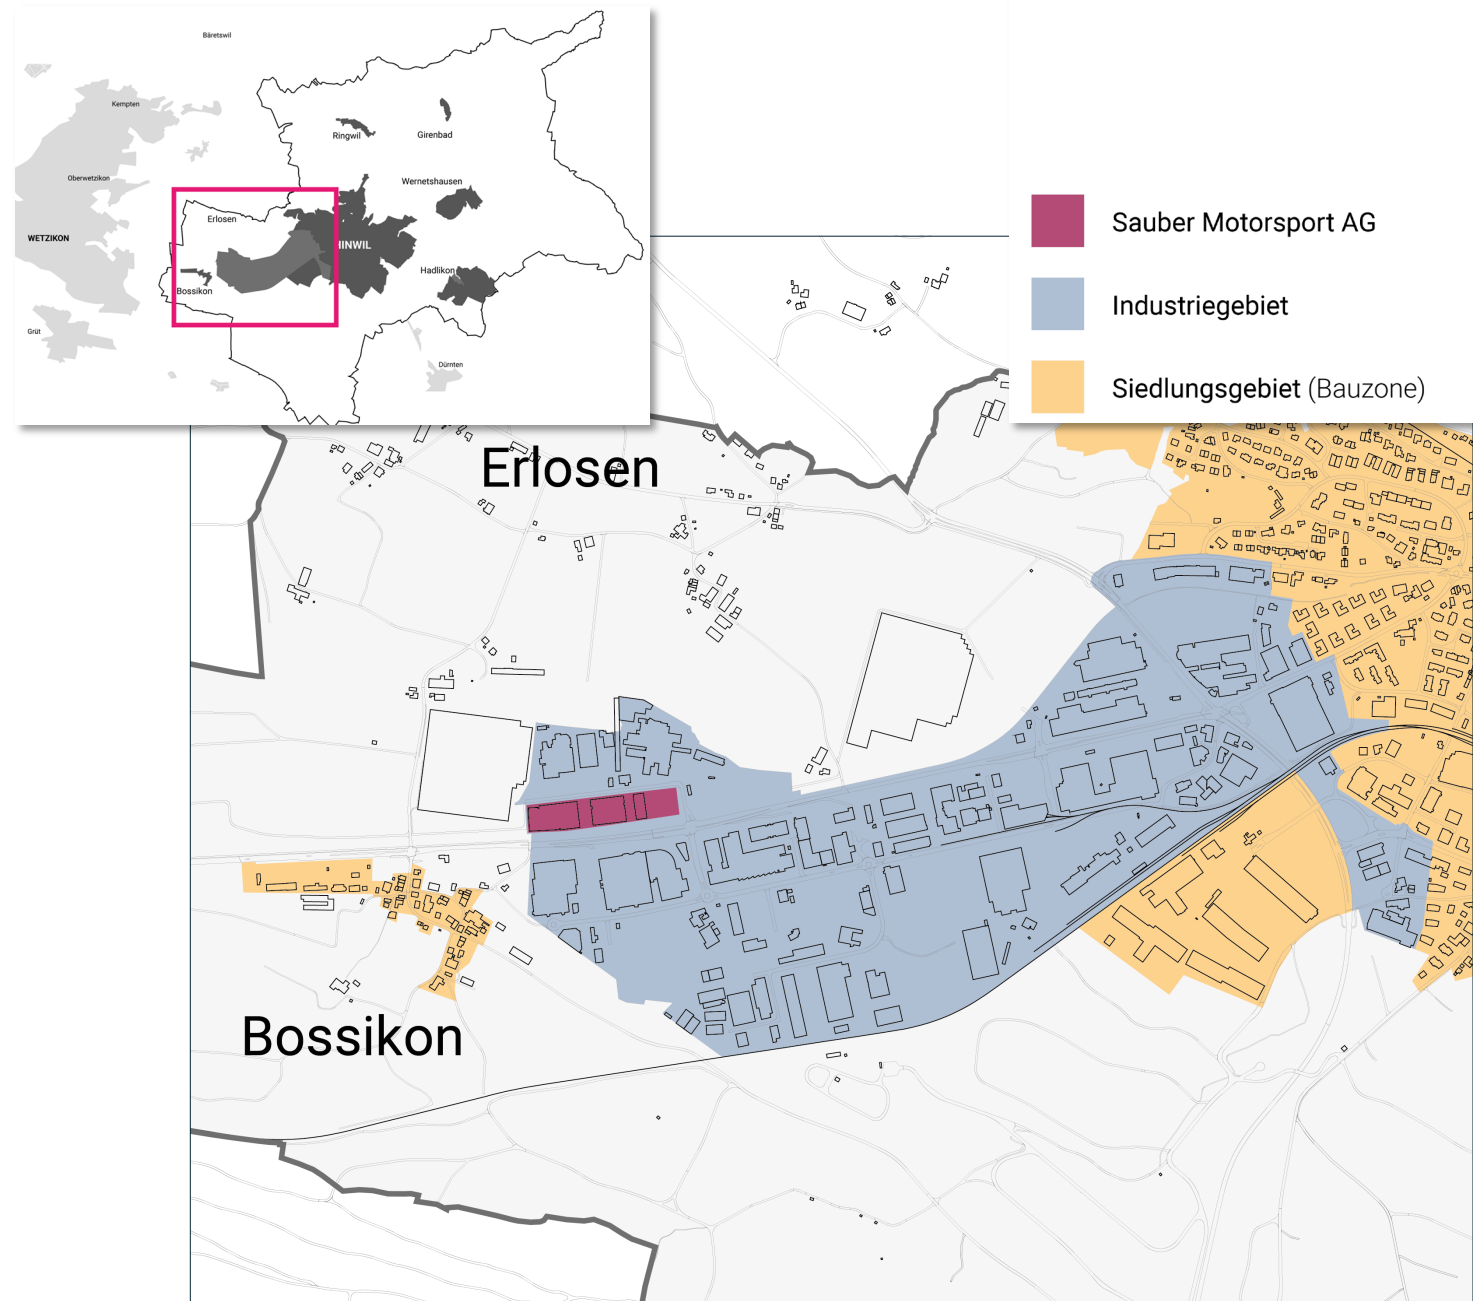 Bäretswil
Kempten
Ringwil
Girenbad
Oberwetzikon
Wernetshausen
Erlosen
WETZIKON
HINWIL
Hadlikon
Bossikon
Grüt
Dürnten
Sauber Motorsport AG
Industriegebiet
Siedlungsgebiet (Bauzone)
Erlosen
Bossikon